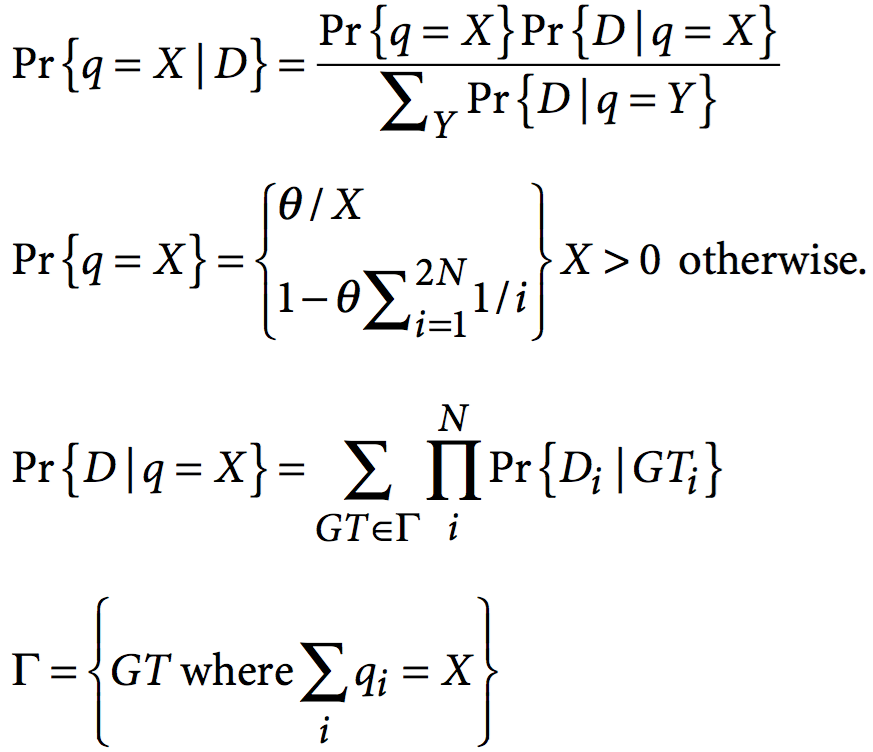 Pr{q = X | D} = Pr{q = X}Pr{D | q = X} / ∑_Y Pr{D | q = Y}
Pr{q = X} = { θ / X
1 − θ∑_{i=1}^{2N} 1 / i } X > 0 otherwise.
Pr{D | q = X} = ∑_{GT∈Γ} ∏_i^N Pr{D_i | GT_i}
Γ = {GT where ∑_i q_i = X}